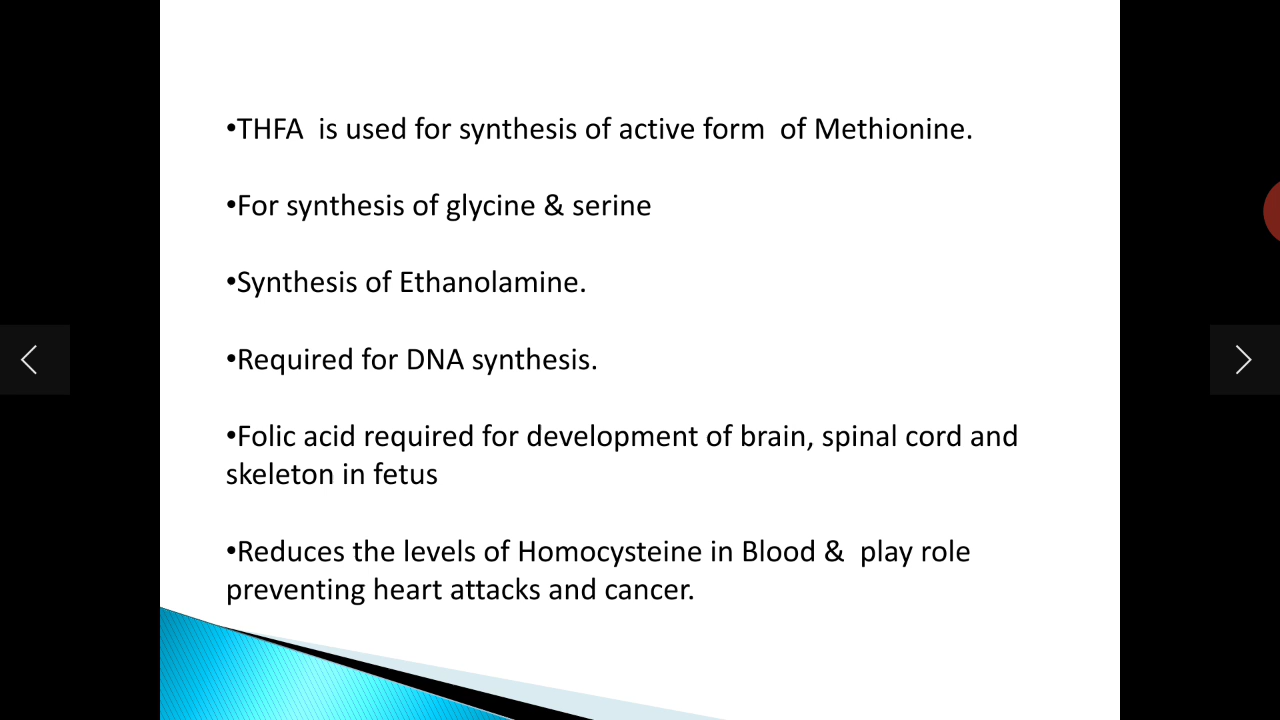 •THFA  is used for synthesis of active form  of Methionine.
•For synthesis of glycine & serine
•Synthesis of Ethanolamine.
•Required for DNA synthesis.
•Folic acid required for development of brain, spinal cord and
skeleton in fetus
•Reduces the levels of Homocysteine in Blood &  play role
preventing heart attacks and cancer.